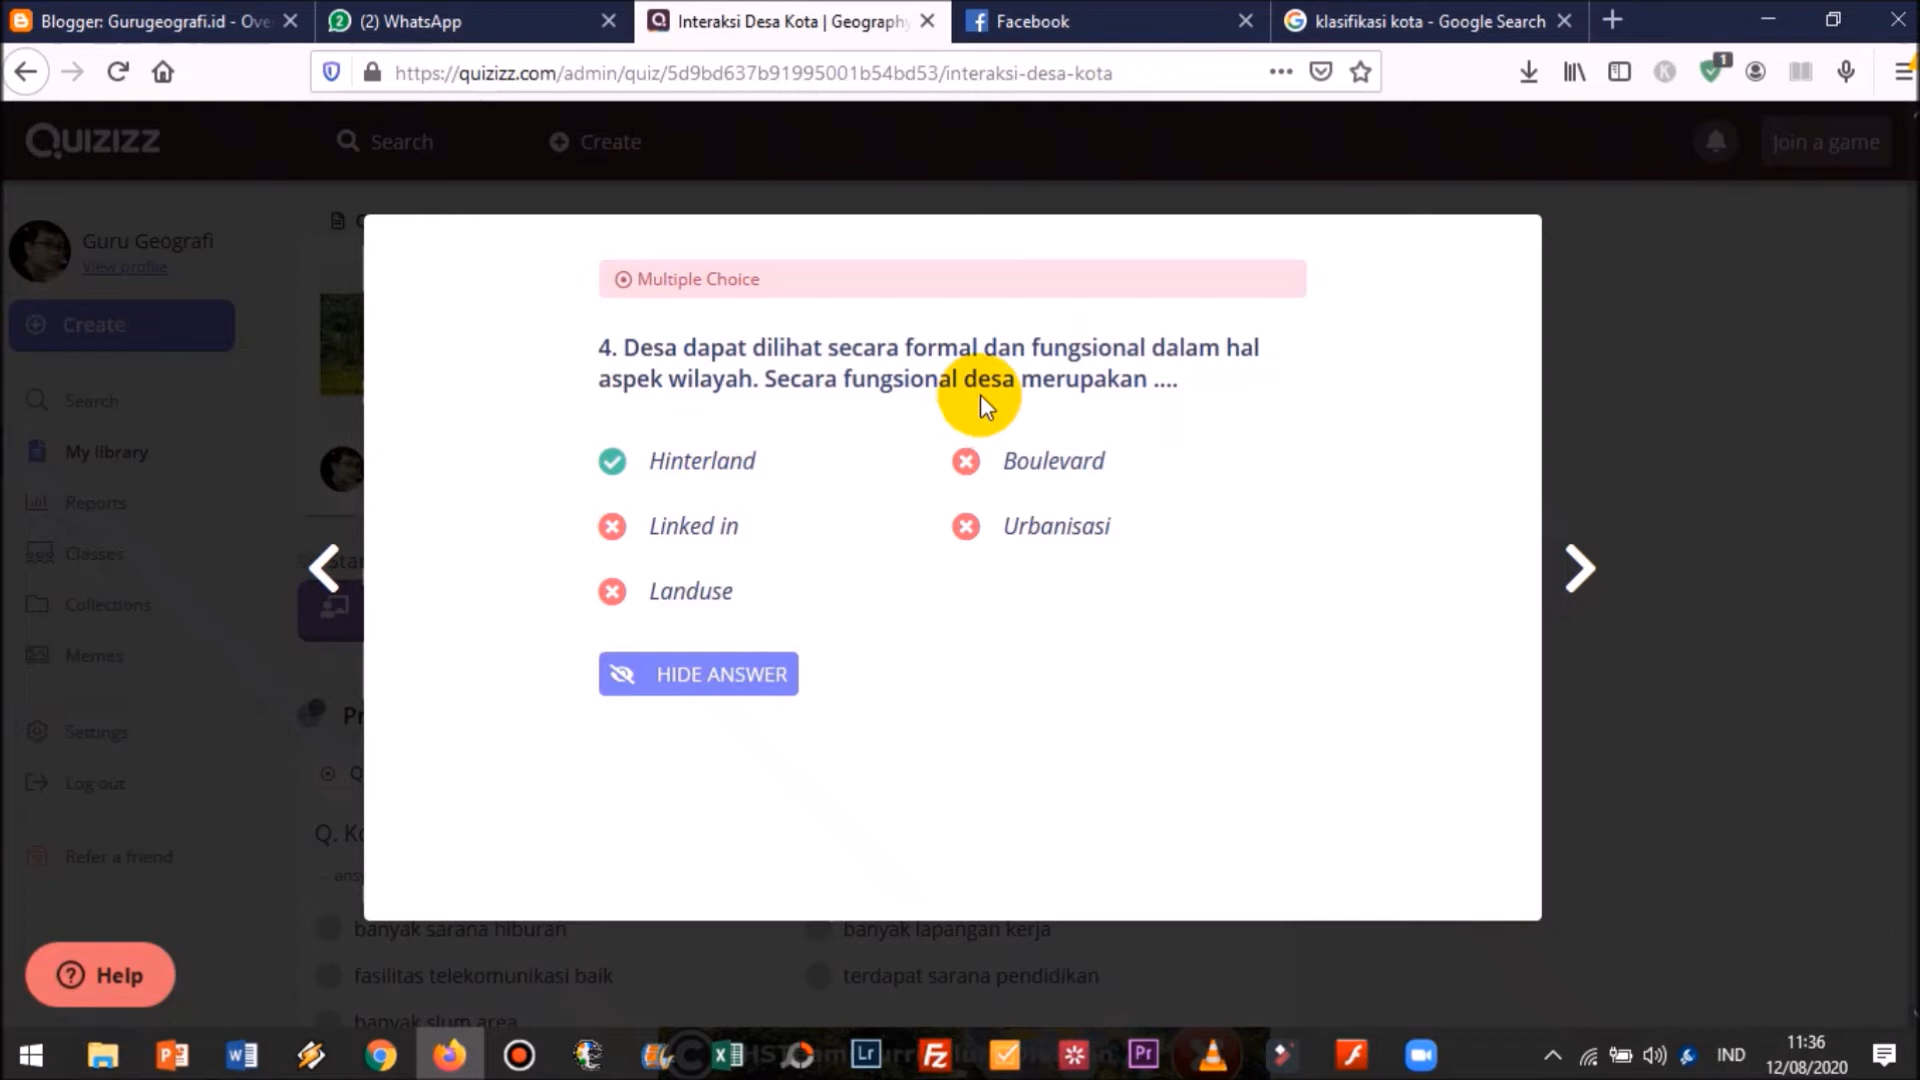 Blogger: Gurugeografi.id - Ove
(2) WhatsApp
Interaksi Desa Kota | Geography
Facebook
klasifikasi kota - Google Search
https://quizizz.com/admin/quiz/5d9bd637b91995001b54bd53/interaksi-desa-kota
1
QUIZIZZ
Search
Create
Join a game
Guru Geografi
View profile
Create
Search
My library
Reports
Classes
Collections
Memes
Settings
Log out
Refer a friend
Help
Multiple Choice
4. Desa dapat dilihat secara formal dan fungsional dalam hal
aspek wilayah. Secara fungsional desa merupakan ....
Hinterland
Boulevard
Linked in
Urbanisasi
Landuse
HIDE ANSWER
banyak sarana hiburan
banyak lapangan kerja
fasilitas telekomunikasi baik
terdapat sarana pendidikan
banyak slum area
Lr
Pr
IND
11:36
12/08/2020